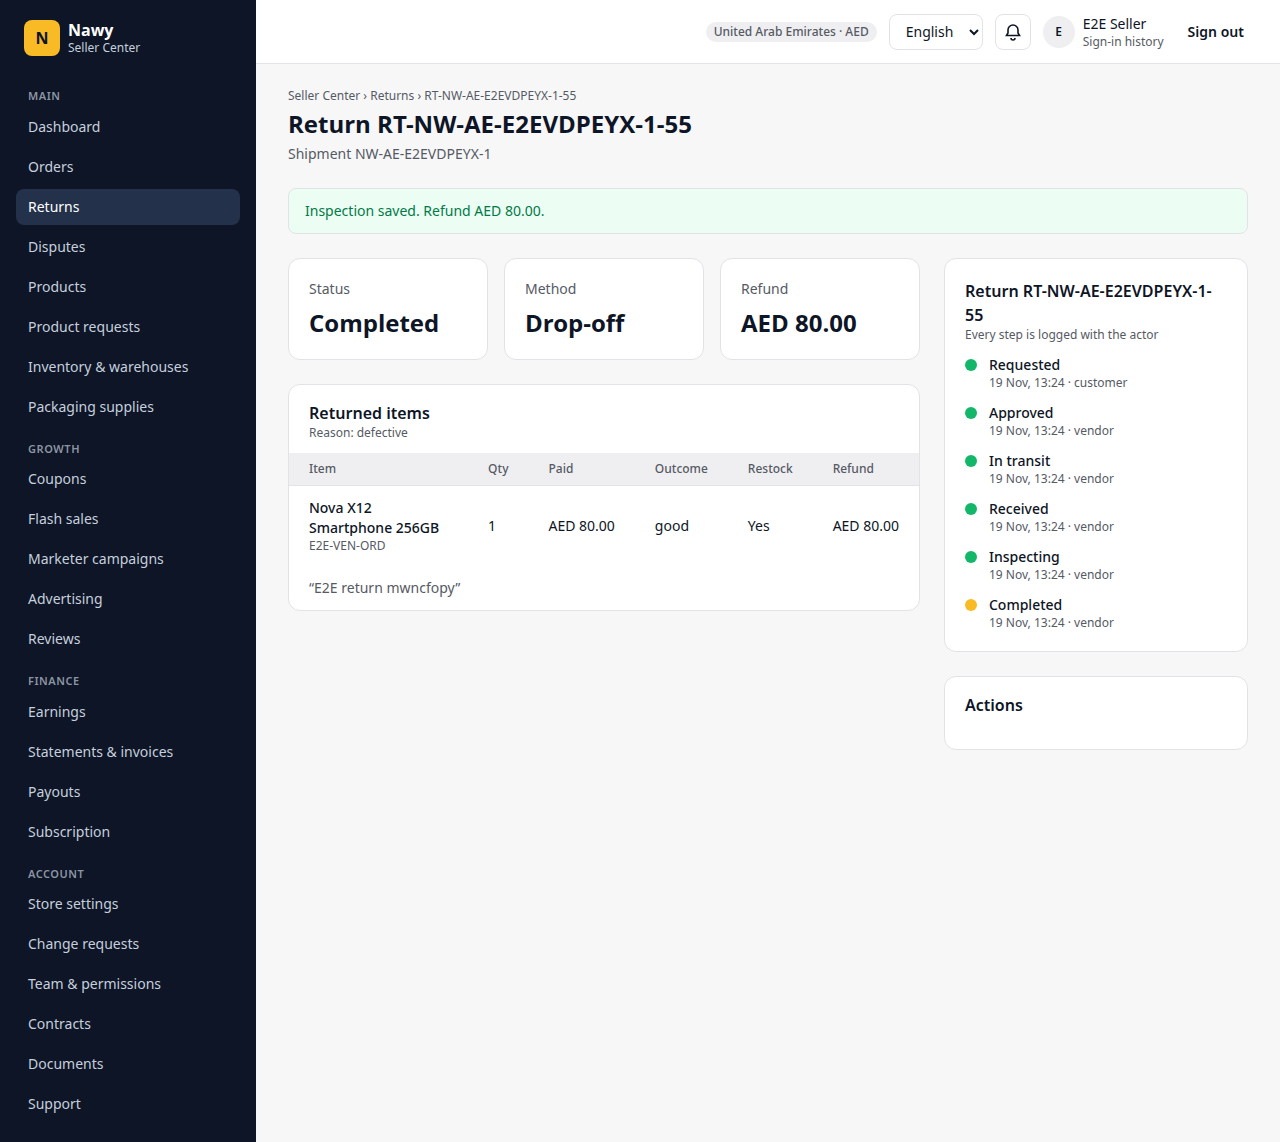 N
Nawy
Seller Center
MAIN
Dashboard
Orders
Returns
Disputes
Products
Product requests
Inventory & warehouses
Packaging supplies
GROWTH
Coupons
Flash sales
Marketer campaigns
Advertising
Reviews
FINANCE
Earnings
Statements & invoices
Payouts
Subscription
ACCOUNT
Store settings
Change requests
Team & permissions
Contracts
Documents
Support
United Arab Emirates · AED
English
E
E2E Seller
Sign-in history
Sign out
Seller Center › Returns › RT-NW-AE-E2EVDPEYX-1-55
Return RT-NW-AE-E2EVDPEYX-1-55
Shipment NW-AE-E2EVDPEYX-1
Inspection saved. Refund AED 80.00.
Status
Completed
Method
Drop-off
Refund
AED 80.00
Returned items
Reason: defective
Item Qty Paid Outcome Restock Refund
Nova X12
Smartphone 256GB
E2E-VEN-ORD
1 AED 80.00 good Yes AED 80.00
“E2E return mwncfopy”
Return RT-NW-AE-E2EVDPEYX-1-
55
Every step is logged with the actor
Requested
19 Nov, 13:24 · customer
Approved
19 Nov, 13:24 · vendor
In transit
19 Nov, 13:24 · vendor
Received
19 Nov, 13:24 · vendor
Inspecting
19 Nov, 13:24 · vendor
Completed
19 Nov, 13:24 · vendor
Actions